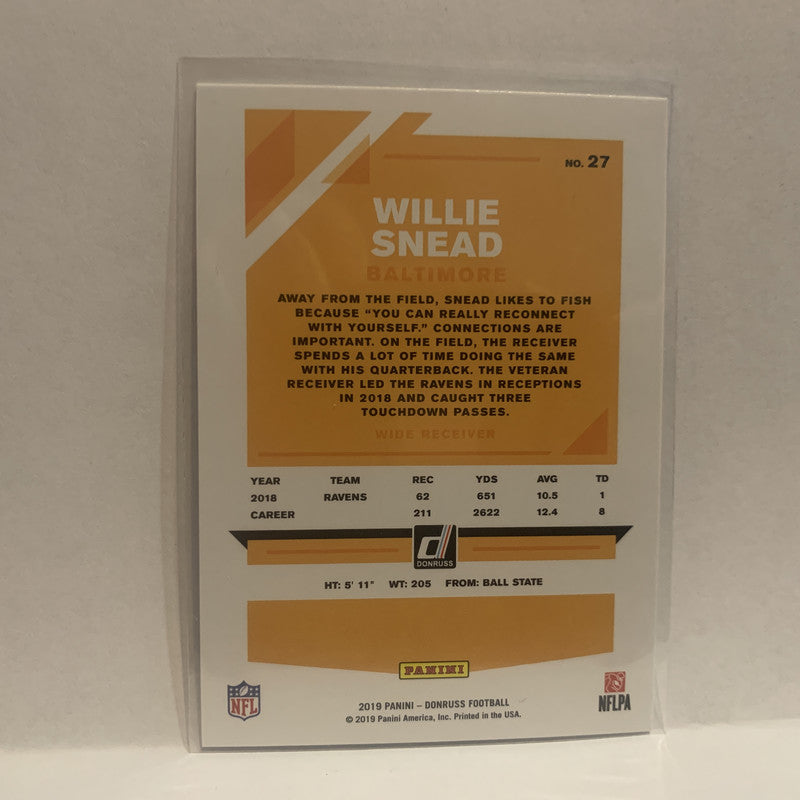 NO. 27
WILLIE
SNEAD
BALTIMORE
AWAY FROM THE FIELD, SNEAD LIKES TO FISH
BECAUSE “YOU CAN REALLY RECONNECT
WITH YOURSELF.” CONNECTIONS ARE
IMPORTANT. ON THE FIELD, THE RECEIVER
SPENDS A LOT OF TIME DOING THE SAME
WITH HIS QUARTERBACK. THE VETERAN
RECEIVER LED THE RAVENS IN RECEPTIONS
IN 2018 AND CAUGHT THREE
TOUCHDOWN PASSES.
WIDE RECEIVER
YEAR TEAM REC YDS AVG TD
2018 RAVENS 62 651 10.5 1
CAREER 211 2622 12.4 8
d
DONRUSS
HT: 5' 11" WT: 205 FROM: BALL STATE
PANINI
NFL
2019 PANINI – DONRUSS FOOTBALL
© 2019 Panini America, Inc. Printed in the USA.
NFLPA